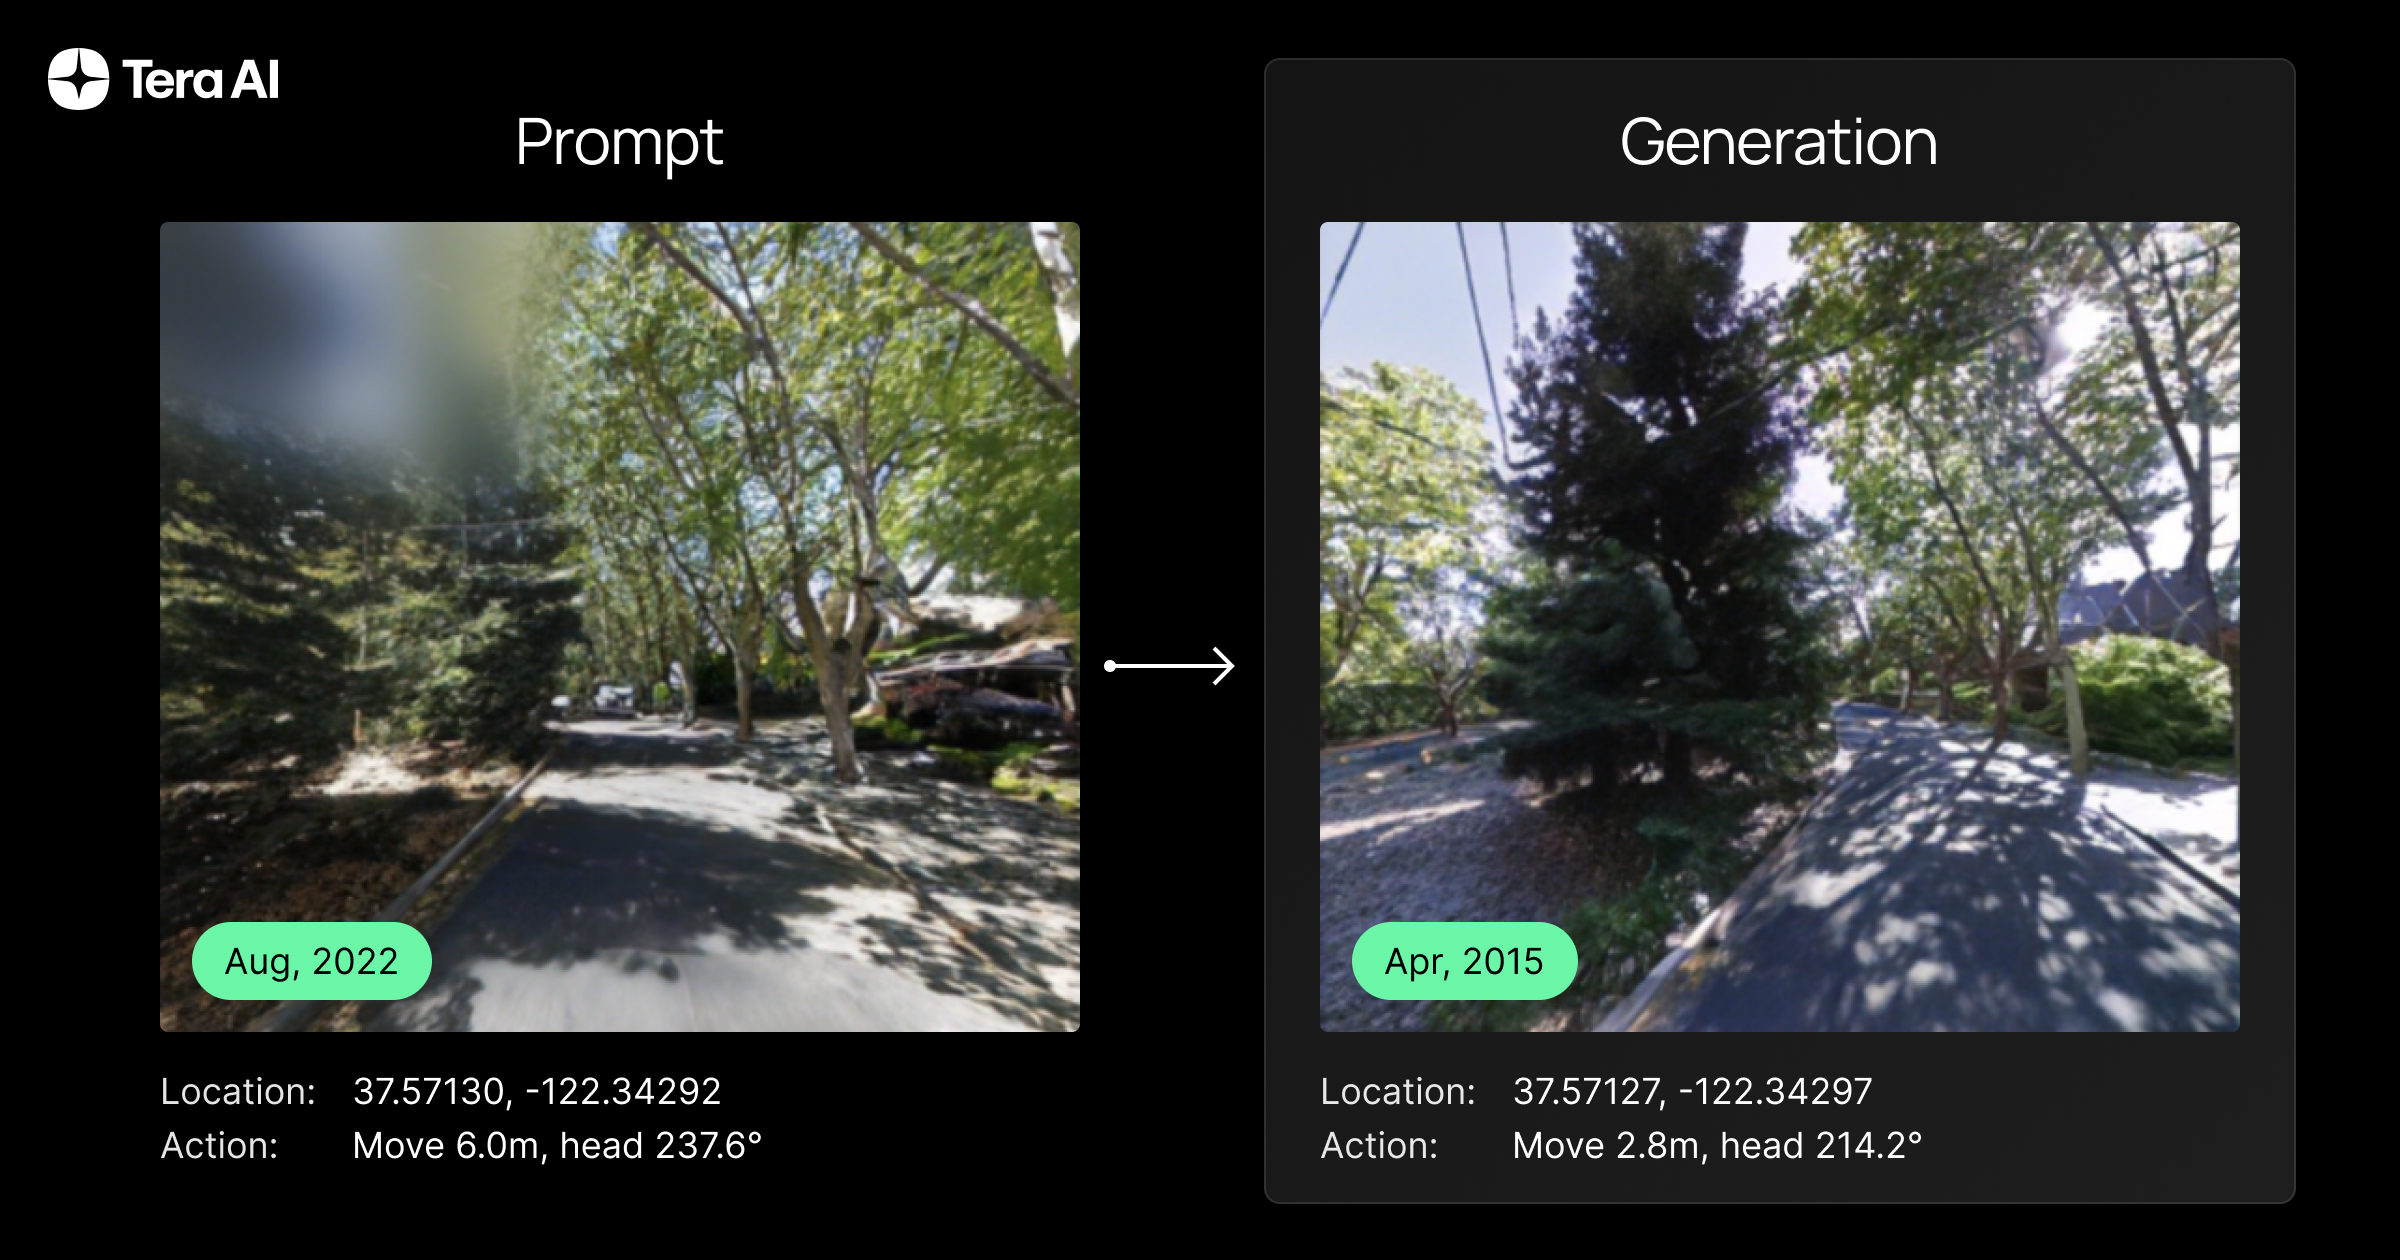 Tera AI
Prompt
Aug, 2022
Location: 37.57130, -122.34292
Action: Move 6.0m, head 237.6°
Generation
Apr, 2015
Location: 37.57127, -122.34297
Action: Move 2.8m, head 214.2°